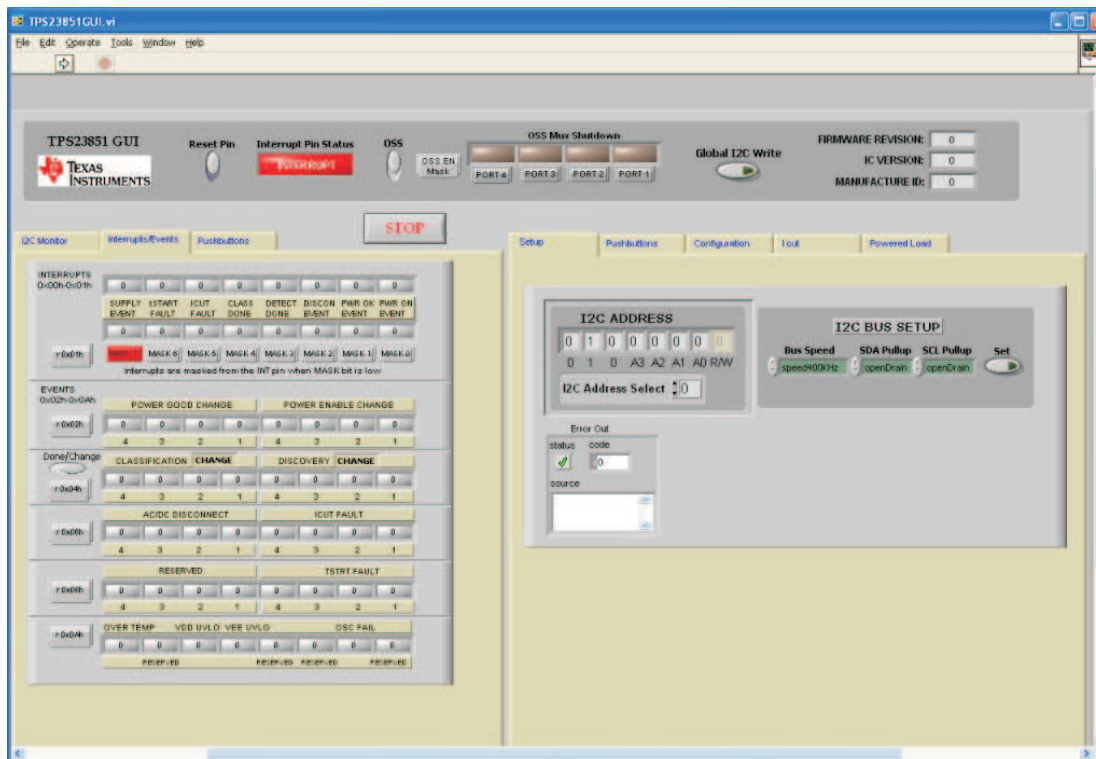 TPS23851GUI.vi
File Edit Operate Tools Window Help
TPS23851 GUI
TEXAS
INSTRUMENTS
Reset Pin
Interrupt Pin Status
INTERRUPT
OSS
OSS EN
Mask
OSS Mux Shutdown
PORT 4 PORT 3 PORT 2 PORT 1
Global I2C Write
FIRMWARE REVISION: 0
IC VERSION: 0
MANUFACTURE ID: 0
STOP
I2C Monitor Interrupts/Events Pushbuttons
INTERRUPTS
0x00h-0x01h
0 0 0 0 0 0 0 0
SUPPLY EVENT tSTART FAULT ICUT FAULT CLASS DONE DETECT DONE DISCON EVENT PWR OK EVENT PWR ON EVENT
0 0 0 0 0 0 0 0
r 0x01h MASK 6 MASK 5 MASK 4 MASK 3 MASK 2 MASK 1 MASK 0
Interrupts are masked from the INT pin when MASK bit is low
EVENTS
0x02h-0x0Ah
POWER GOOD CHANGE POWER ENABLE CHANGE
r 0x02h 0 0 0 0 0 0 0 0
4 3 2 1 4 3 2 1
Done/Change
CLASSIFICATION CHANGE DISCOVERY CHANGE
r 0x04h 0 0 0 0 0 0 0 0
4 3 2 1 4 3 2 1
AC/DC DISCONNECT ICUT FAULT
r 0x06h 0 0 0 0 0 0 0 0
4 3 2 1 4 3 2 1
RESERVED TSTRT FAULT
r 0x08h 0 0 0 0 0 0 0 0
4 3 2 1 4 3 2 1
OVER TEMP VDD UVLO VEE UVLO OSC FAIL
r 0x0Ah 0 0 0 0 0 0 0 0
RESERVED RESERVED RESERVED RESERVED
Setup Pushbuttons Configuration Icut Powered Load
I2C ADDRESS
0 1 0 0 0 0 0 0
0 1 0 A3 A2 A1 A0 R/W
I2C Address Select 0
I2C BUS SETUP
Bus Speed SDA Pullup SCL Pullup Set
speed400KHz openDrain openDrain
Error Out
status code
0
source